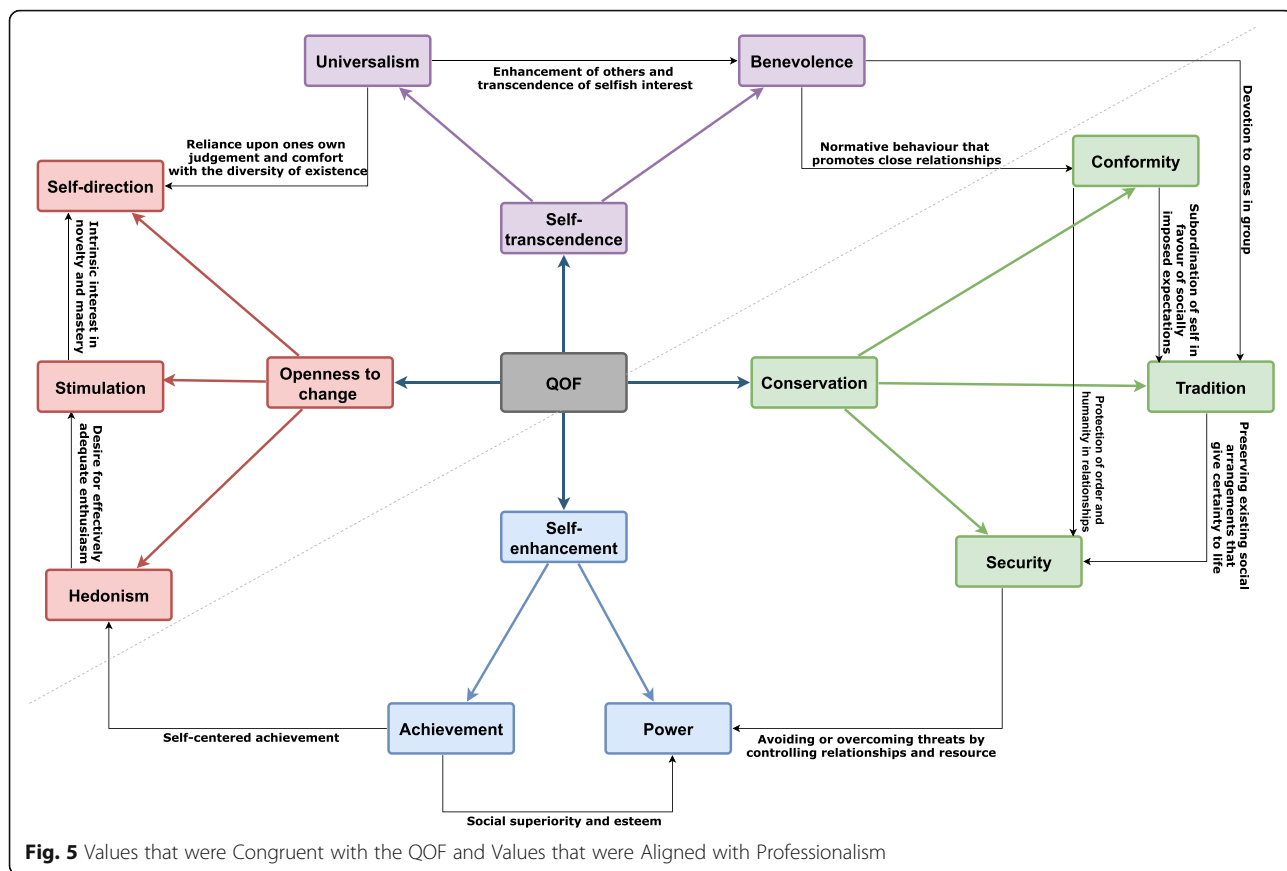 Universalism
Enhancement of others and
transcendence of selfish interest
Benevolence
Devotion to ones in group
Reliance upon ones own
judgement and comfort
with the diversity of existence
Normative behaviour that
promotes close relationships
Conformity
Self-direction
Self-
transcendence
Intrinsic interest in
novelty and mastery
Subordination of self in
favour of socially
imposed expectations
Stimulation
Openness to
change
QOF
Conservation
Tradition
Desire for effectively
adequate enthusiasm
Protection of order and
humanity in relationships
Preserving existing social
arrangements that
give certainty to life
Self-
enhancement
Security
Hedonism
Achievement
Power
Self-centered achievement
Avoiding or overcoming threats by
controlling relationships and resource
Social superiority and esteem
Fig. 5 Values that were Congruent with the QOF and Values that were Aligned with Professionalism